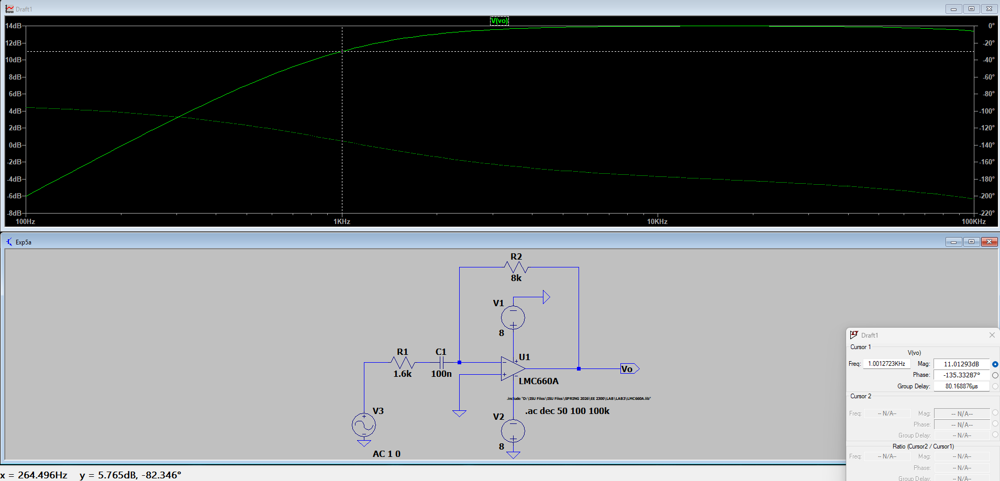 Draft1
V(vo)
14dB
12dB
10dB
8dB
6dB
4dB
2dB
0dB
-2dB
-4dB
-6dB
-8dB
0°
-20°
-40°
-60°
-80°
-100°
-120°
-140°
-160°
-180°
-200°
-220°
100Hz 1KHz 10KHz 100KHz
Exp5a
R2
8k
V1
8
R1
1.6k
C1
100n
U1
LMC660A
Vo
.include "D:\ISU Files\ISU Files\SPRING 2026\EE 2300\LAB\LAB3\LMC660A.lib"
.ac dec 50 100 100k
V2
8
V3
AC 1 0
Draft1
Cursor 1
V(vo)
Freq: 1.0012723KHz Mag: 11.01293dB
Phase: -135.33287°
Group Delay: 80.168876µs
Cursor 2
Freq: -- N/A-- Mag: -- N/A--
Phase: -- N/A--
Group Delay: -- N/A--
Ratio (Cursor2 / Cursor1)
Freq: -- N/A-- Mag: -- N/A--
Phase: -- N/A--
Group Delay: -- N/A--
x = 264.496Hz y = 5.765dB, -82.346°